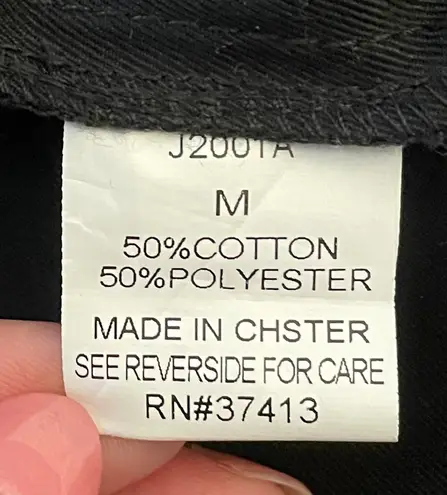 J2001A
M
50%COTTON
50%POLYESTER
MADE IN CHSTER
SEE REVERSIDE FOR CARE
RN#37413